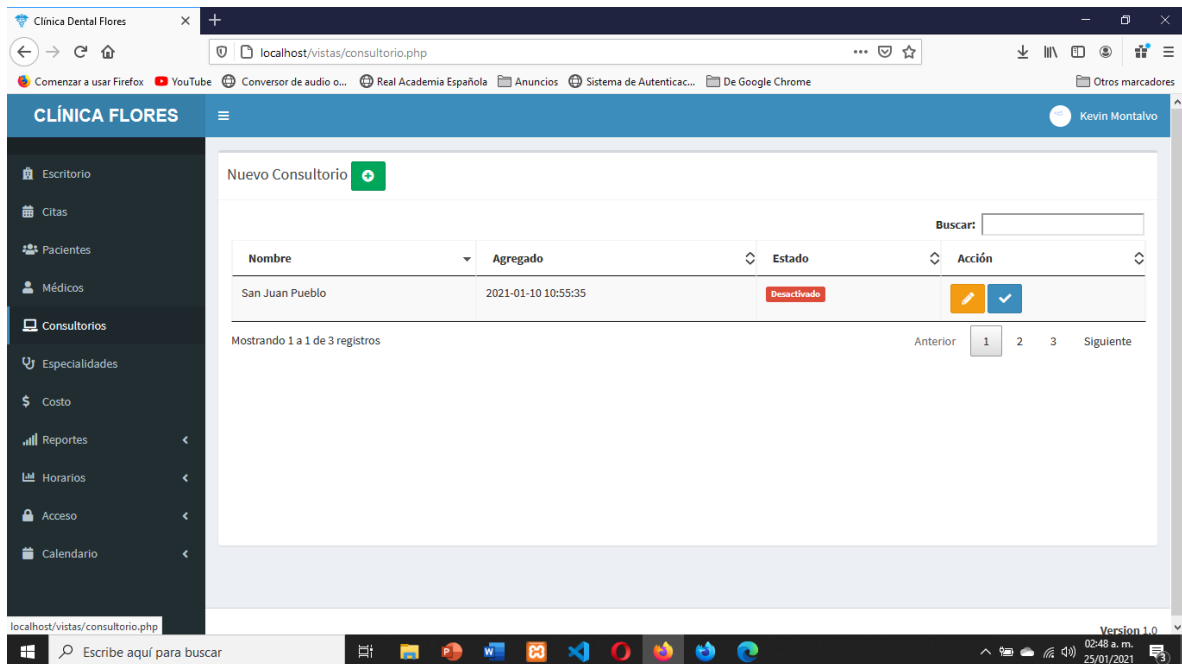 Clínica Dental Flores
localhost/vistas/consultorio.php
Comenzar a usar Firefox YouTube Conversor de audio o... Real Academia Española Anuncios Sistema de Autenticac... De Google Chrome Otros marcadores
CLÍNICA FLORES Kevin Montalvo
Escritorio
Citas
Pacientes
Médicos
Consultorios
Especialidades
$ Costo
Reportes
Horarios
Acceso
Calendario
Nuevo Consultorio
Buscar:
Nombre Agregado Estado Acción
San Juan Pueblo 2021-01-10 10:55:35 Desactivado
Mostrando 1 a 1 de 3 registros Anterior 1 2 3 Siguiente
localhost/vistas/consultorio.php
Version 1.0
Escribe aquí para buscar
02:48 a. m.
25/01/2021
3